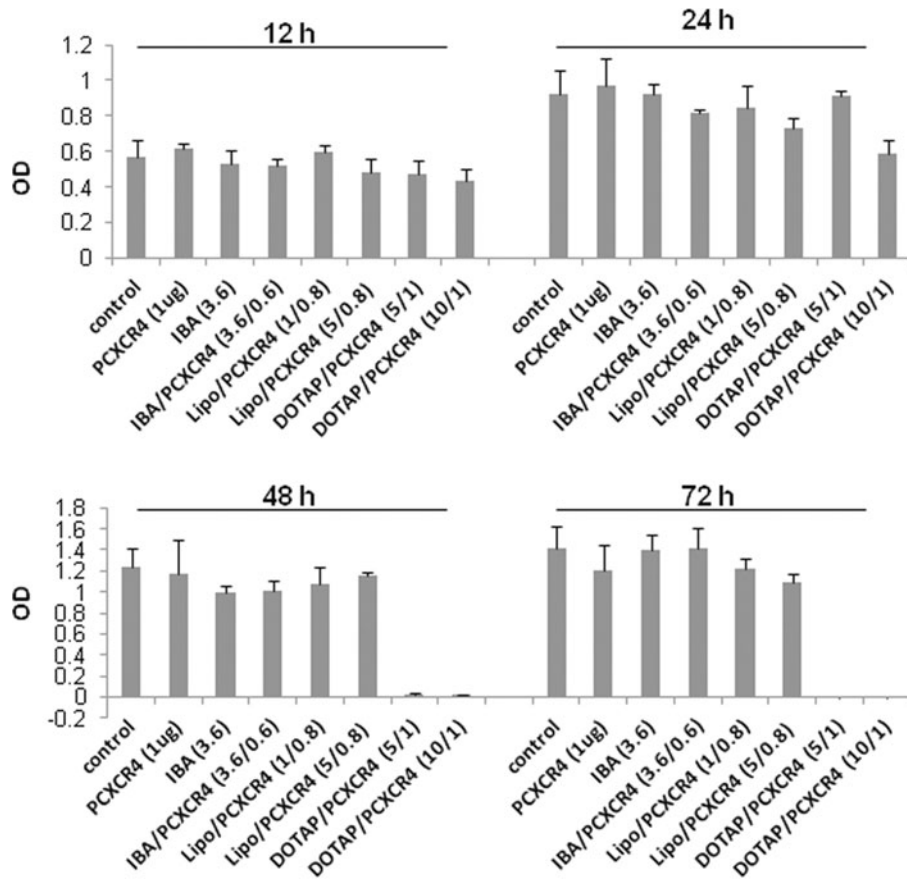 12 h
24 h
OD
1.2
1
0.8
0.6
0.4
0.2
0
control
PCXCR4 (1ug)
IBA (3.6)
IBA/PCXCR4 (3.6/0.6)
Lipo/PCXCR4 (1/0.8)
Lipo/PCXCR4 (5/0.8)
DOTAP/PCXCR4 (5/1)
DOTAP/PCXCR4 (10/1)
control
PCXCR4 (1ug)
IBA (3.6)
IBA/PCXCR4 (3.6/0.6)
Lipo/PCXCR4 (1/0.8)
Lipo/PCXCR4 (5/0.8)
DOTAP/PCXCR4 (5/1)
DOTAP/PCXCR4 (10/1)
48 h
72 h
OD
1.8
1.6
1.4
1.2
1
0.8
0.6
0.4
0.2
0
-0.2
control
PCXCR4 (1ug)
IBA (3.6)
IBA/PCXCR4 (3.6/0.6)
Lipo/PCXCR4 (1/0.8)
Lipo/PCXCR4 (5/0.8)
DOTAP/PCXCR4 (5/1)
DOTAP/PCXCR4 (10/1)
control
PCXCR4 (1ug)
IBA (3.6)
IBA/PCXCR4 (3.6/0.6)
Lipo/PCXCR4 (1/0.8)
Lipo/PCXCR4 (5/0.8)
DOTAP/PCXCR4 (5/1)
DOTAP/PCXCR4 (10/1)